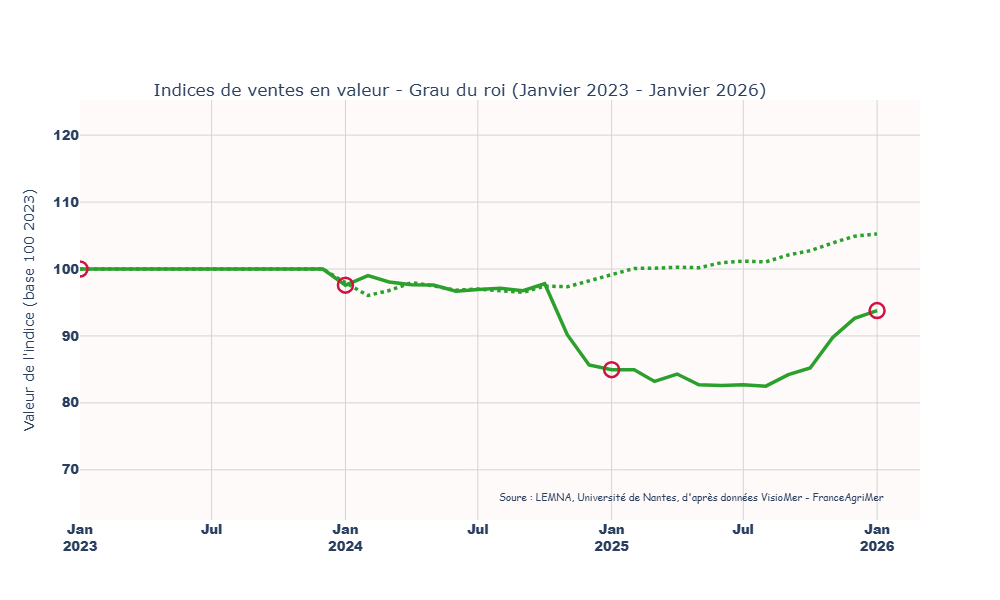 Indices de ventes en valeur - Grau du roi (Janvier 2023 - Janvier 2026)
Valeur de l'indice (base 100 2023)
120
110
100
90
80
70
Soure : LEMNA, Université de Nantes, d'après données VisioMer - FranceAgriMer
Jan
2023
Jul
Jan
2024
Jul
Jan
2025
Jul
Jan
2026